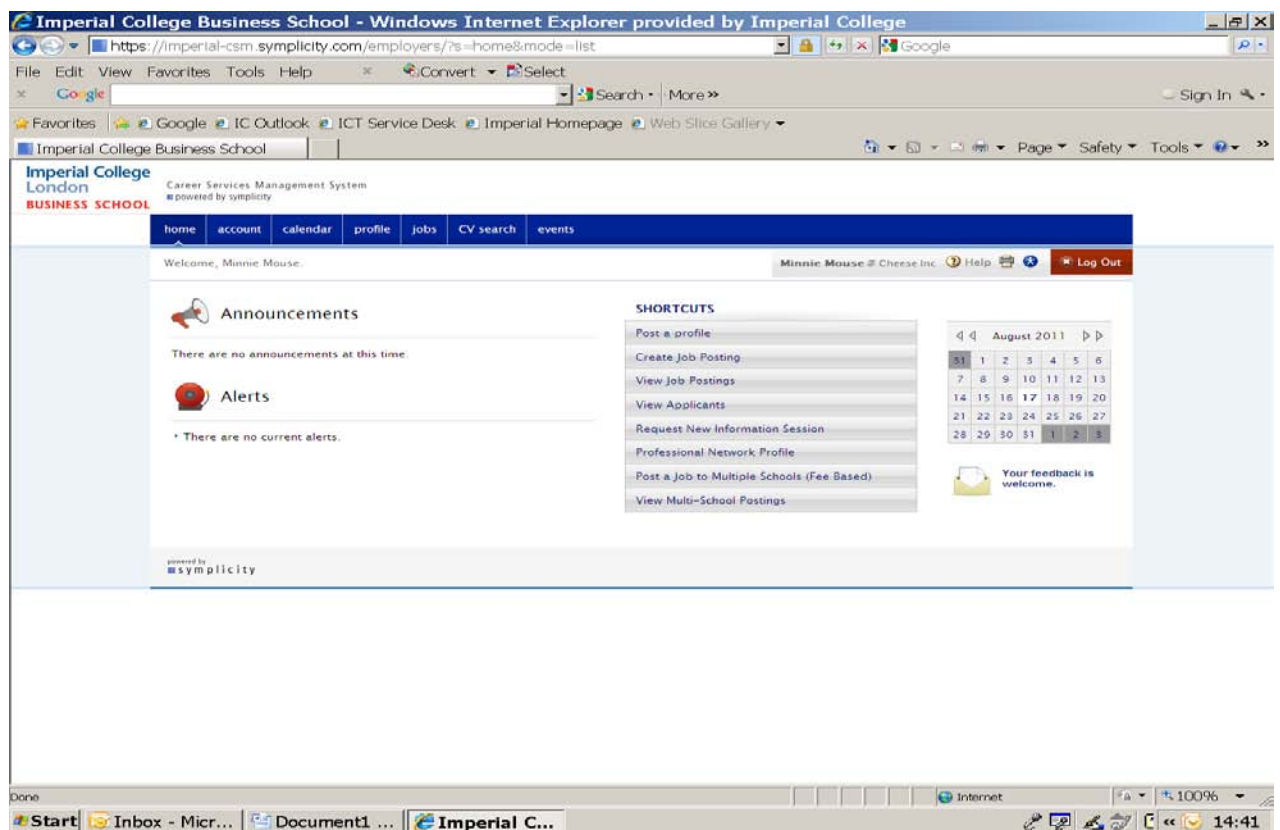 Imperial College Business School - Windows Internet Explorer provided by Imperial College
https://imperial-csm.symplicity.com/employers/?s=home&mode=list
Google
File Edit View Favorites Tools Help Convert Select
Google Search More » Sign In
Favorites Google IC Outlook ICT Service Desk Imperial Homepage Web Slice Gallery
Imperial College Business School Page Safety Tools »
Imperial College
London
BUSINESS SCHOOL
Career Services Management System
powered by symplicity
home account calendar profile jobs CV search events
Welcome, Minnie Mouse. Minnie Mouse Cheese Inc Help Log Out
Announcements
There are no announcements at this time.
Alerts
There are no current alerts.
SHORTCUTS
Post a profile
Create Job Posting
View Job Postings
View Applicants
Request New Information Session
Professional Network Profile
Post a Job to Multiple Schools (Fee Based)
View Multi-School Postings
August 2011
31 1 2 3 4 5 6
7 8 9 10 11 12 13
14 15 16 17 18 19 20
21 22 23 24 25 26 27
28 29 30 31 1 2 3
Your feedback is
welcome.
powered by
symplicity
Done Internet 100%
Start Inbox - Micr... Document1 ... Imperial C... « 14:41